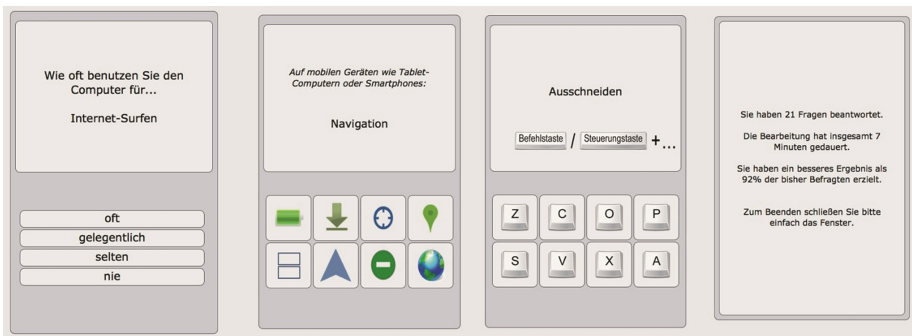 Wie oft benutzen Sie den
Computer für...
Internet-Surfen
oft
gelegentlich
selten
nie
Auf mobilen Geräten wie Tablet-
Computern oder Smartphones:
Navigation
Ausschneiden
Befehlstaste / Steuerungstaste +...
Z C O P
S V X A
Sie haben 21 Fragen beantwortet.
Die Bearbeitung hat insgesamt 7
Minuten gedauert.
Sie haben ein besseres Ergebnis als
92% der bisher Befragten erzielt.
Zum Beenden schließen Sie bitte
einfach das Fenster.